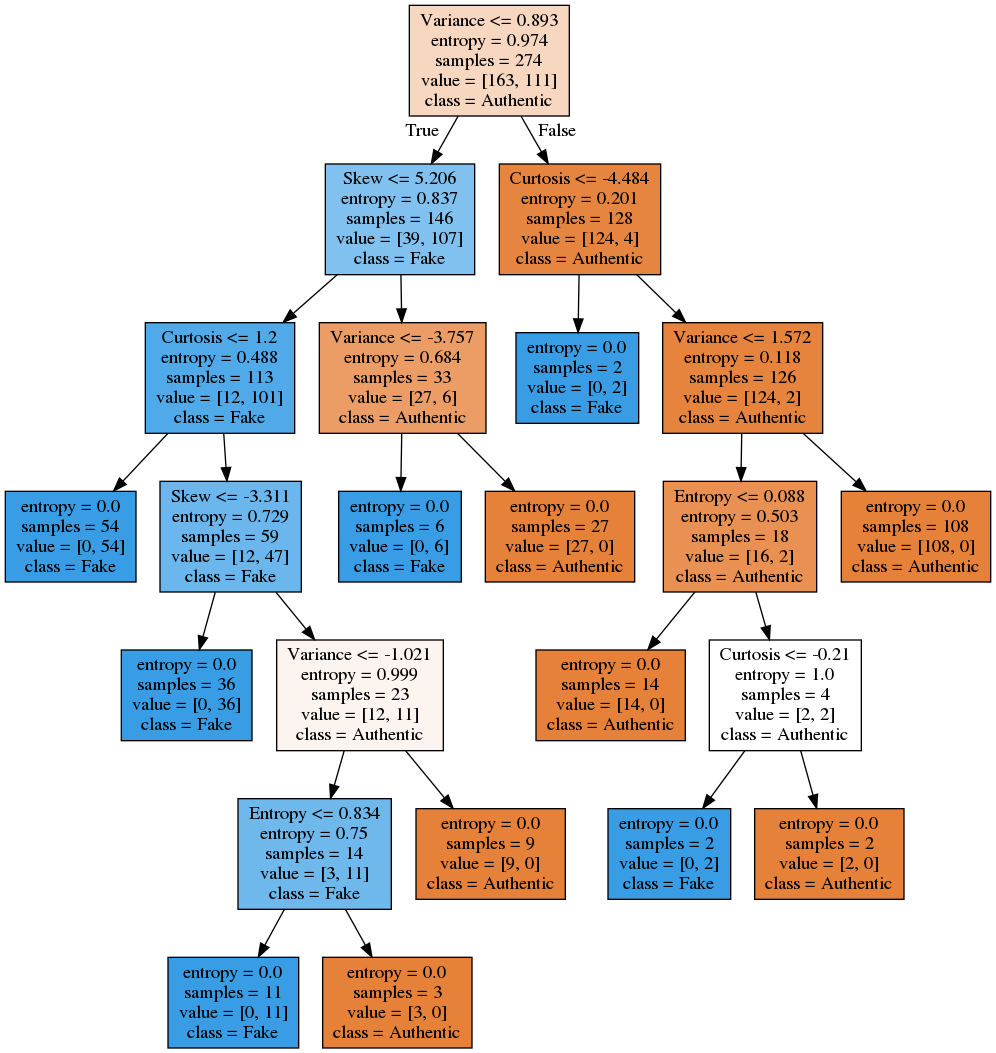 Variance <= 0.893
entropy = 0.974
samples = 274
value = [163, 111]
class = Authentic
True
False
Skew <= 5.206
entropy = 0.837
samples = 146
value = [39, 107]
class = Fake
Curtosis <= -4.484
entropy = 0.201
samples = 128
value = [124, 4]
class = Authentic
Curtosis <= 1.2
entropy = 0.488
samples = 113
value = [12, 101]
class = Fake
Variance <= -3.757
entropy = 0.684
samples = 33
value = [27, 6]
class = Authentic
entropy = 0.0
samples = 2
value = [0, 2]
class = Fake
Variance <= 1.572
entropy = 0.118
samples = 126
value = [124, 2]
class = Authentic
entropy = 0.0
samples = 54
value = [0, 54]
class = Fake
Skew <= -3.311
entropy = 0.729
samples = 59
value = [12, 47]
class = Fake
entropy = 0.0
samples = 6
value = [0, 6]
class = Fake
entropy = 0.0
samples = 27
value = [27, 0]
class = Authentic
Entropy <= 0.088
entropy = 0.503
samples = 18
value = [16, 2]
class = Authentic
entropy = 0.0
samples = 108
value = [108, 0]
class = Authentic
entropy = 0.0
samples = 36
value = [0, 36]
class = Fake
Variance <= -1.021
entropy = 0.999
samples = 23
value = [12, 11]
class = Authentic
entropy = 0.0
samples = 14
value = [14, 0]
class = Authentic
Curtosis <= -0.21
entropy = 1.0
samples = 4
value = [2, 2]
class = Authentic
Entropy <= 0.834
entropy = 0.75
samples = 14
value = [3, 11]
class = Fake
entropy = 0.0
samples = 9
value = [9, 0]
class = Authentic
entropy = 0.0
samples = 2
value = [0, 2]
class = Fake
entropy = 0.0
samples = 2
value = [2, 0]
class = Authentic
entropy = 0.0
samples = 11
value = [0, 11]
class = Fake
entropy = 0.0
samples = 3
value = [3, 0]
class = Authentic